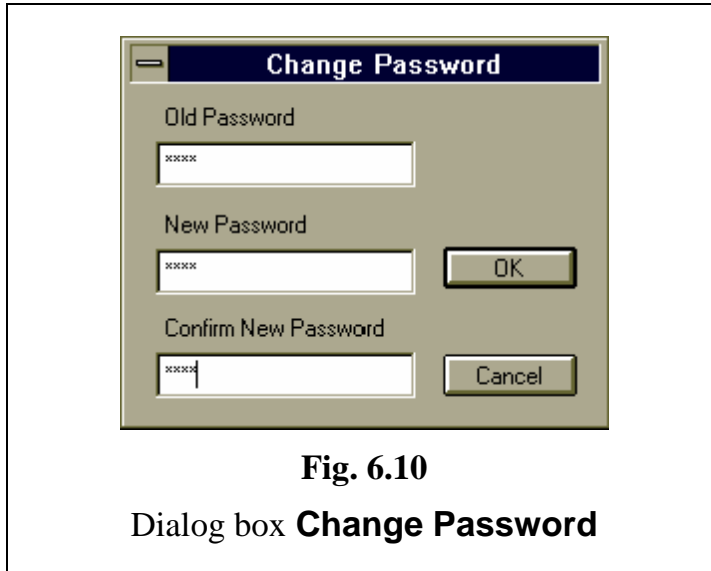 Change Password
Old Password
****
New Password
****
OK
Confirm New Password
****
Cancel
Fig. 6.10
Dialog box Change Password